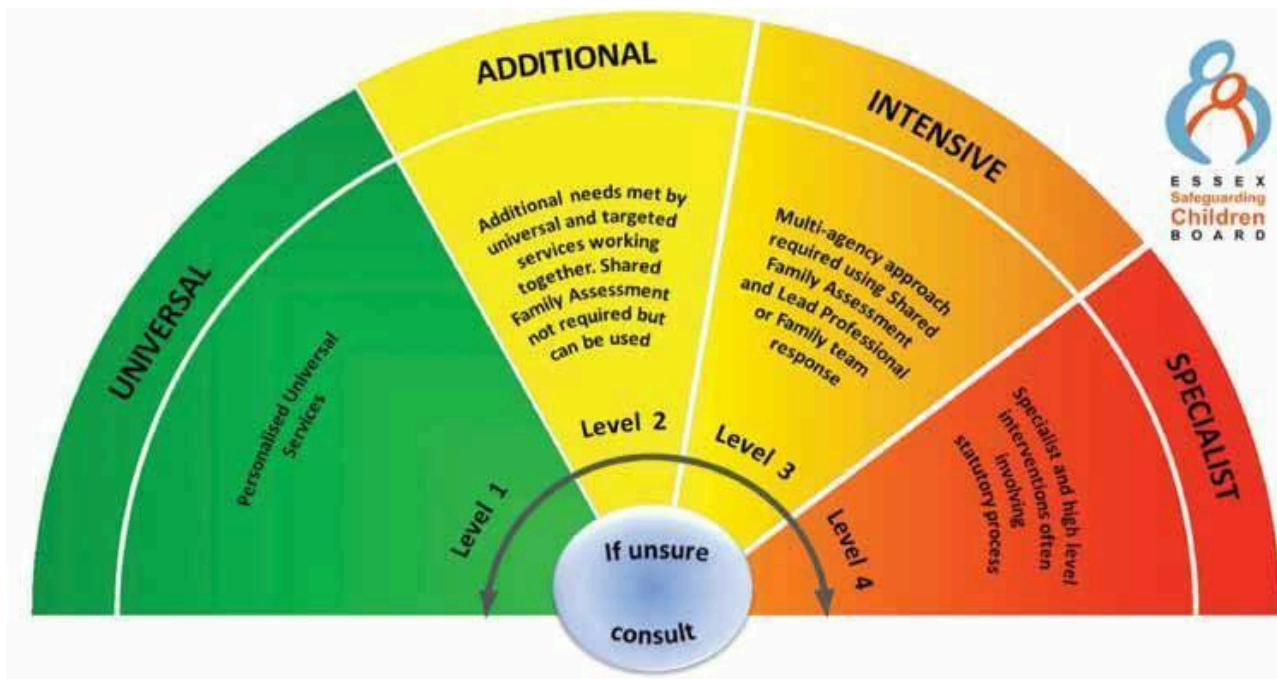 UNIVERSAL
Personalised Universal
Services
Level 1
ADDITIONAL
Additional needs met by
universal and targeted
services working
together. Shared
Family Assessment
not required but
can be used
Level 2
INTENSIVE
Multi-agency approach
required using Shared
Family Assessment
and Lead Professional
or Family team
response
Level 3
SPECIALIST
Specialist and high level
interventions often
involving
statutory process
Level 4
If unsure
consult
ESSEX
Safeguarding
Children
BOARD